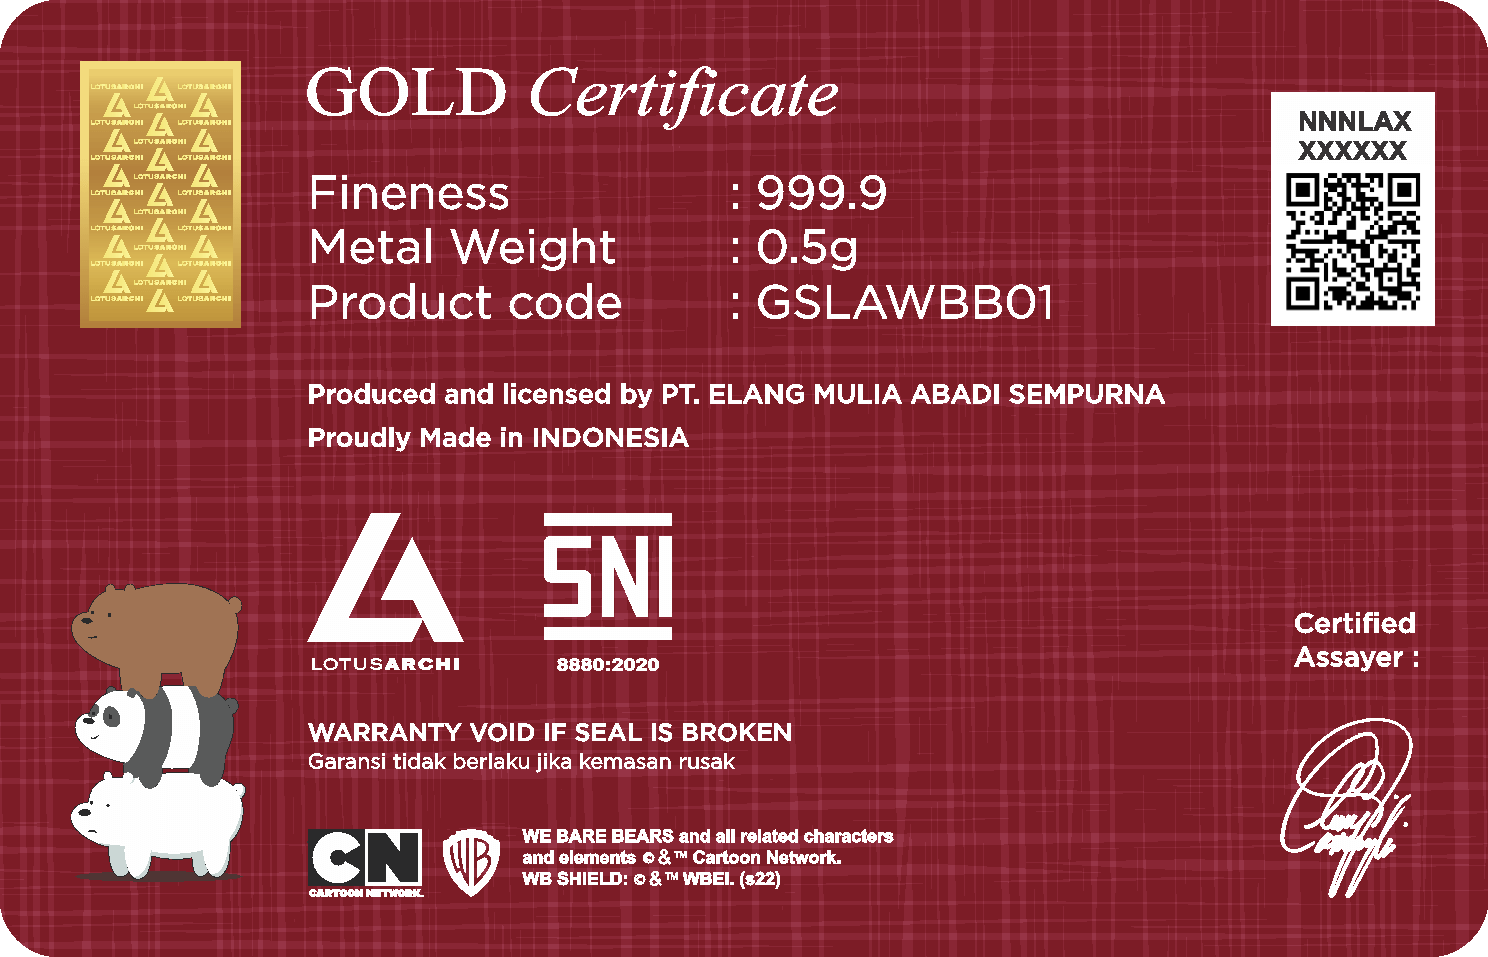 GOLD Certificate
NNNLAX
XXXXXX
Fineness : 999.9
Metal Weight : 0.5g
Product code : GSLAWBB01
Produced and licensed by PT. ELANG MULIA ABADI SEMPURNA
Proudly Made in INDONESIA
SNI
LOTUSARCHI
8880:2020
Certified
Assayer :
WARRANTY VOID IF SEAL IS BROKEN
Garansi tidak berlaku jika kemasan rusak
CN
CARTOON NETWORK.
WB
WE BARE BEARS and all related characters
and elements © & ™ Cartoon Network.
WB SHIELD: © & ™ WBEI. (s22)